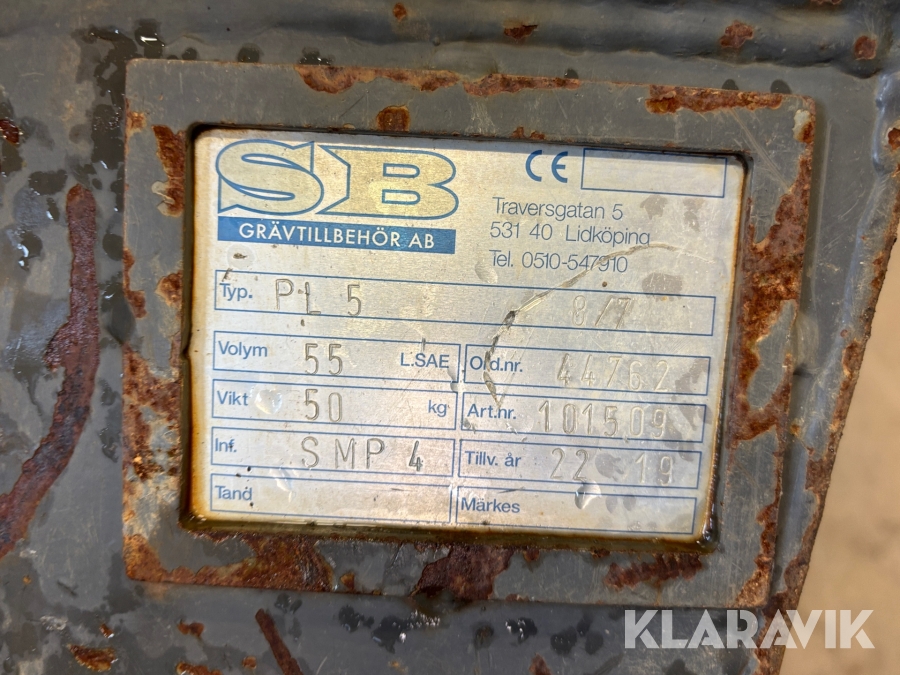 SB
GRÄVTILLBEHÖR AB
CE
Traversgatan 5
531 40 Lidköping
Tel. 0510-547910
Typ. PL 5 8/7
Volym 55 L.SAE
Ord.nr. 44762
Vikt 50 kg
Art.nr. 101509
Inf. SMP 4
Tillv. år 22 19
Tand
Märkes
KLARAVIK